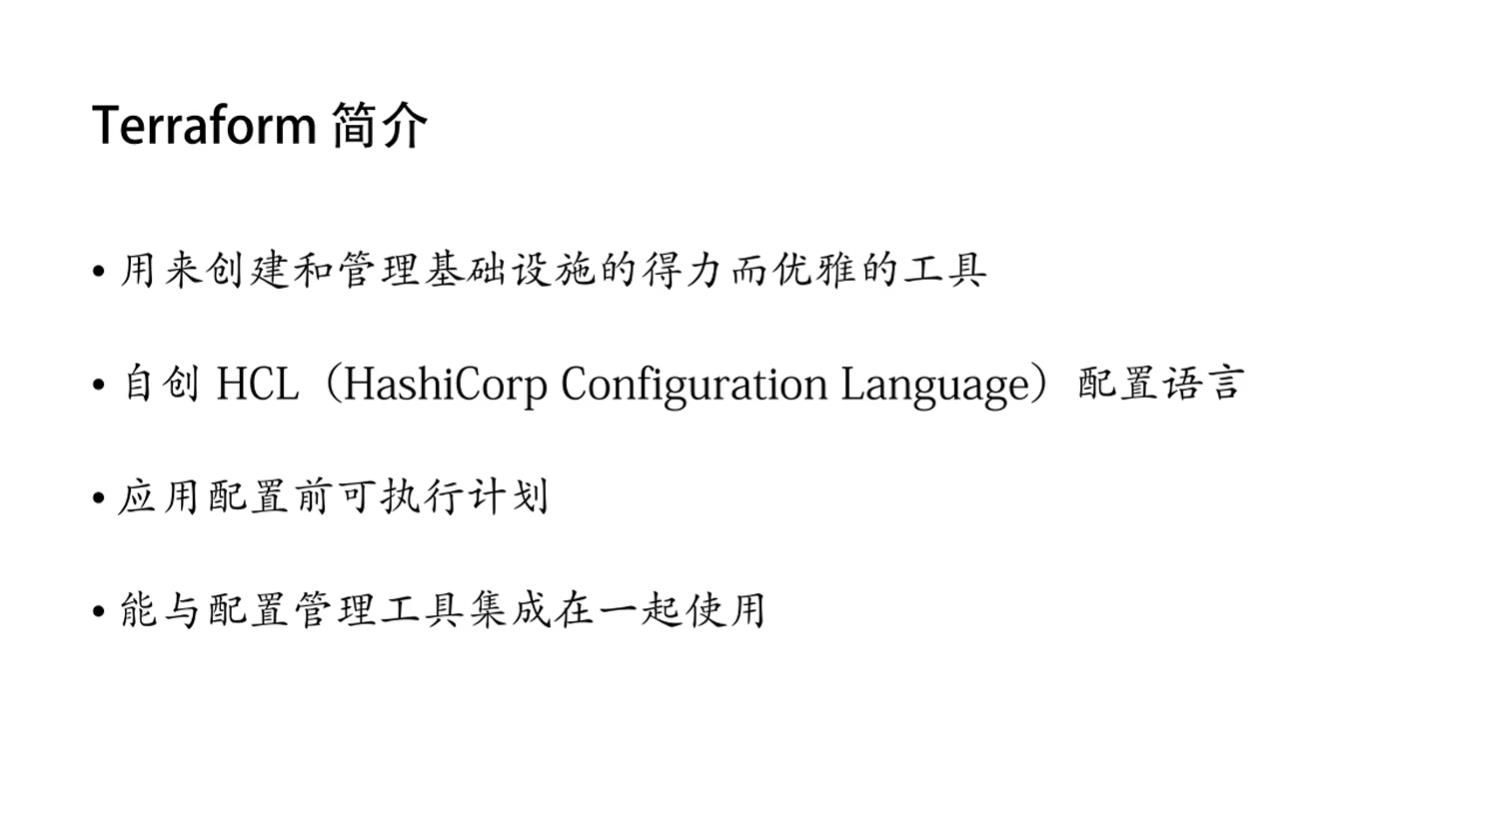 Terraform 简介
• 用来创建和管理基础设施的得力而优雅的工具
• 自创 HCL（HashiCorp Configuration Language）配置语言
• 应用配置前可执行计划
• 能与配置管理工具集成在一起使用